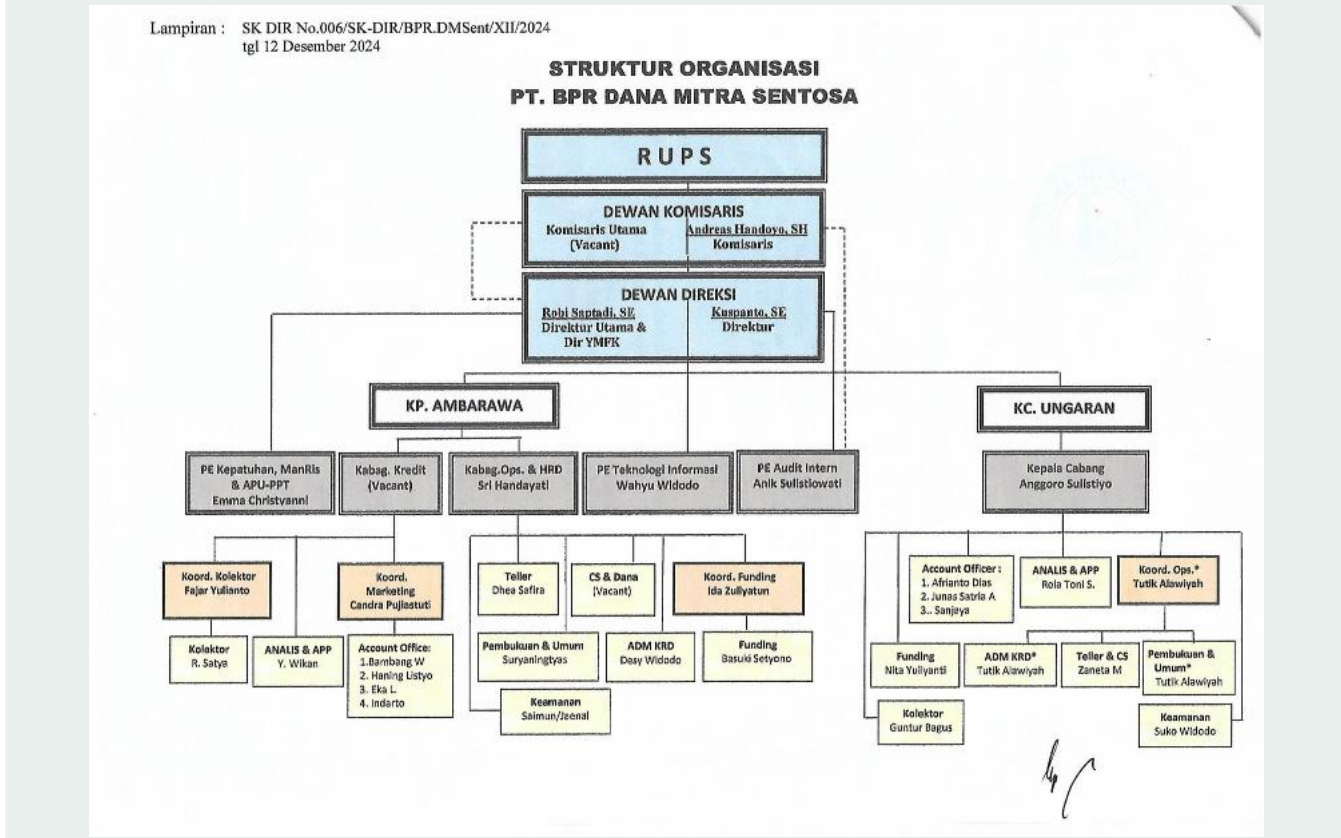 Lampiran : SK DIR No.006/SK-DIR/BPR.DMSent/XII/2024
tgl 12 Desember 2024
STRUKTUR ORGANISASI
PT. BPR DANA MITRA SENTOSA
R U P S
DEWAN KOMISARIS
Komisaris Utama
(Vacant)
Andreas Handoyo, SH
Komisaris
DEWAN DIREKSI
Robi Saptadi, SE
Direktur Utama &
Dir YMFK
Kuspanto, SE
Direktur
KP. AMBARAWA
KC. UNGARAN
PE Kepatuhan, ManRis
& APU-PPT
Emma Christyanni
Kabag. Kredit
(Vacant)
Kabag.Ops. & HRD
Sri Handayati
PE Teknologi Informasi
Wahyu Widodo
PE Audit Intern
Anik Sulistiowati
Kepala Cabang
Anggoro Sulistiyo
Koord. Kolektor
Fajar Yulianto
Koord.
Marketing
Candra Pujiastuti
Teller
Dhea Safira
CS & Dana
(Vacant)
Koord. Funding
Ida Zuliyatun
Account Officer :
1. Afrianto Dias
2. Junas Satria A
3.. Sanjaya
ANALIS & APP
Rola Toni S.
Koord. Ops.*
Tutik Alawiyah
Kolektor
R. Satya
ANALIS & APP
Y. Wikan
Account Office:
1.Bambang W
2. Haning Listyo
3. Eka L.
4. Indarto
Pembukuan & Umum
Suryaningtyas
ADM KRD
Desy Widodo
Funding
Basuki Setyono
Funding
Nita Yuliyanti
ADM KRD*
Tutik Alawiyah
Teller & CS
Zaneta M
Pembukuan &
Umum*
Tutik Alawiyah
Keamanan
Saimun/Jaenal
Kolektor
Guntur Bagus
Keamanan
Suko Widodo